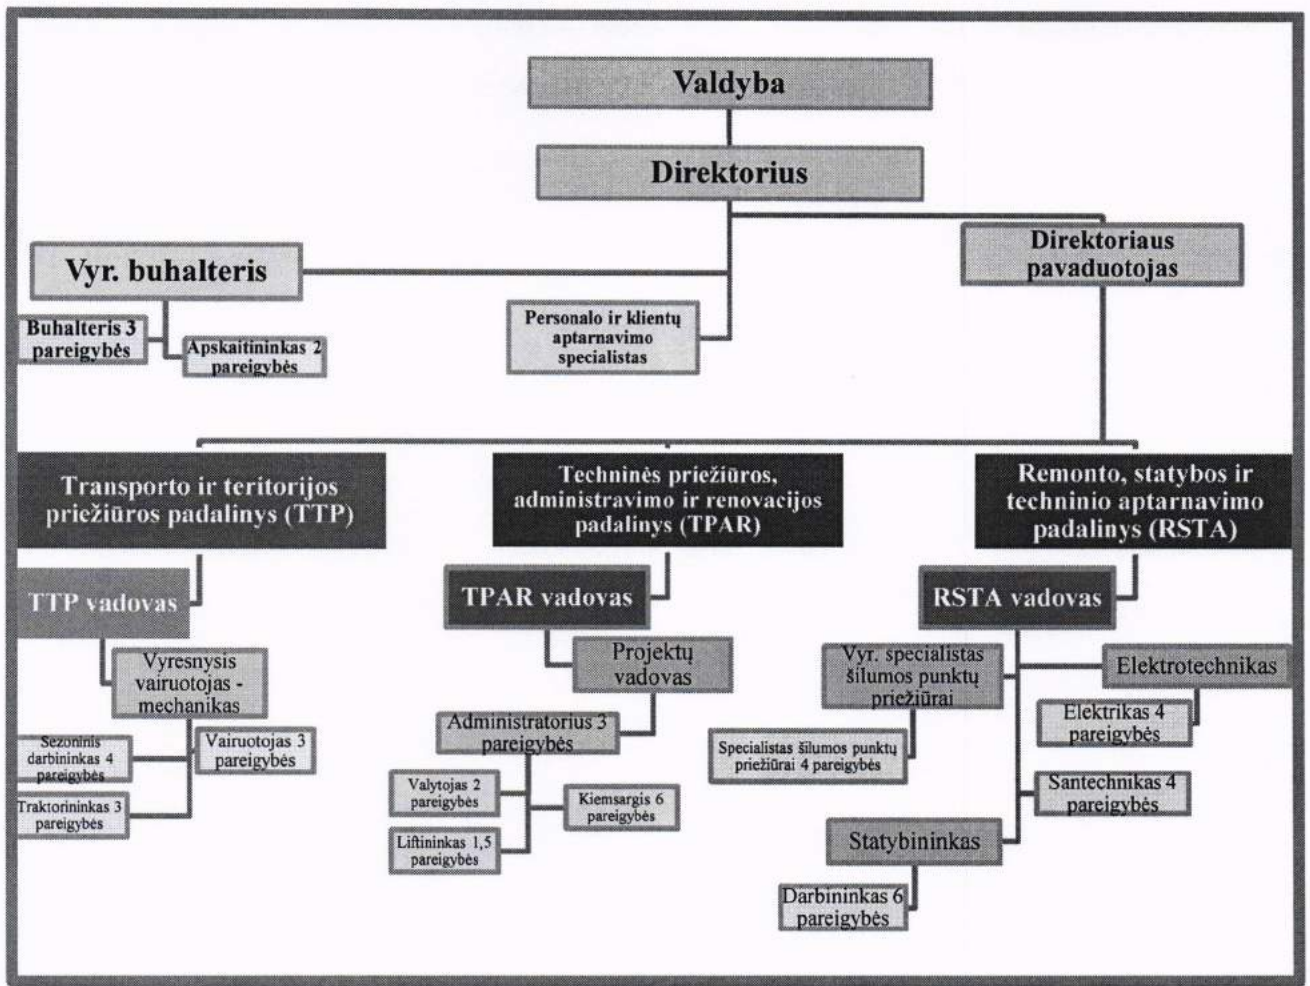 Valdyba
Direktorius
Direktoriaus
pavaduotojas
Vyr. buhalteris
Buhalteris 3
pareigybės
Apskaitininkas 2
pareigybės
Personalo ir klientų
aptarnavimo
specialistas
Transporto ir teritorijos
priežiūros padalinys (TTP)
Techninės priežiūros,
administravimo ir renovacijos
padalinys (TPAR)
Remonto, statybos ir
techninio aptarnavimo
padalinys (RSTA)
TTP vadovas
Vyresnysis
vairuotojas -
mechanikas
Sezoninis
darbininkas 4
pareigybės
Vairuotojas 3
pareigybės
Traktorininkas 3
pareigybės
TPAR vadovas
Projektų
vadovas
Administratorius 3
pareigybės
Valytojas 2
pareigybės
Kiemsargis 6
pareigybės
Liftininkas 1,5
pareigybės
RSTA vadovas
Vyr. specialistas
šilumos punktų
priežiūrai
Specialistas šilumos punktų
priežiūrai 4 pareigybės
Elektrotechnikas
Elektrikas 4
pareigybės
Santechnikas 4
pareigybės
Statybininkas
Darbininkas 6
pareigybės